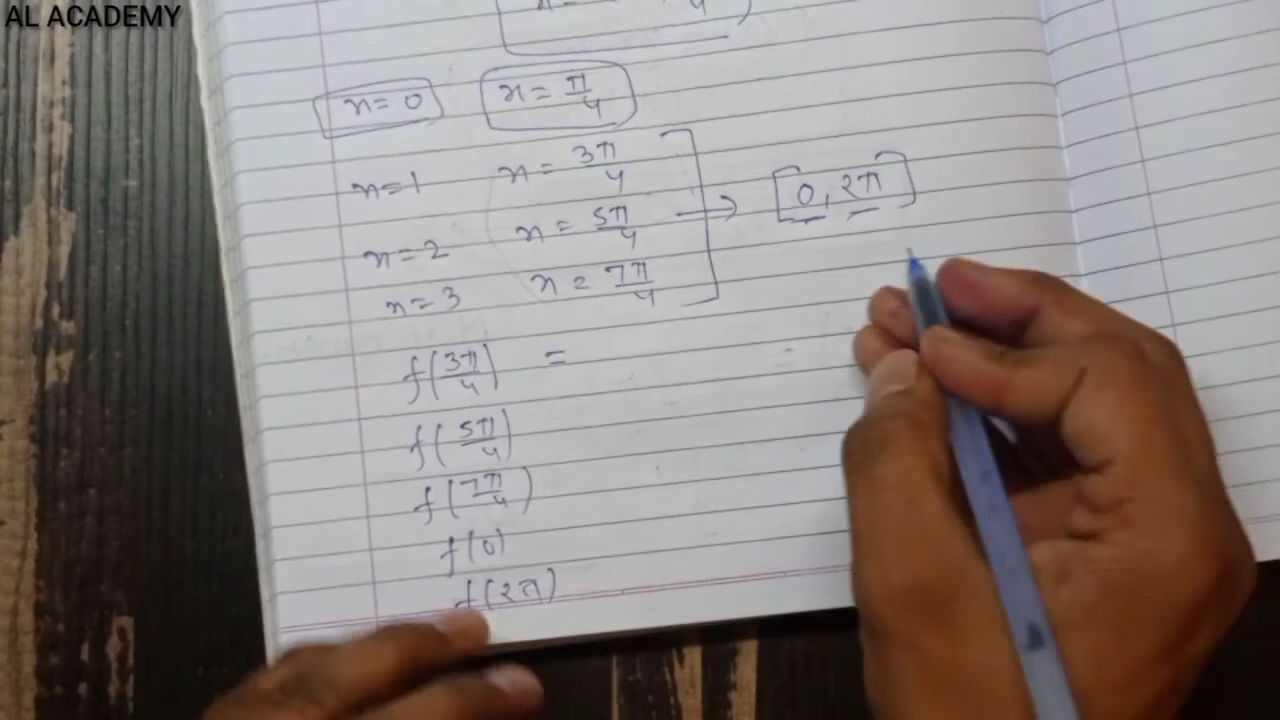 AL ACADEMY
n=0 x = π/4
n=1 x = 3π/4
n=2 x = 5π/4
n=3 x = 7π/4
→ [0, 2π]
f(3π/4) =
f(5π/4)
f(7π/4)
f(0)
f(2π)